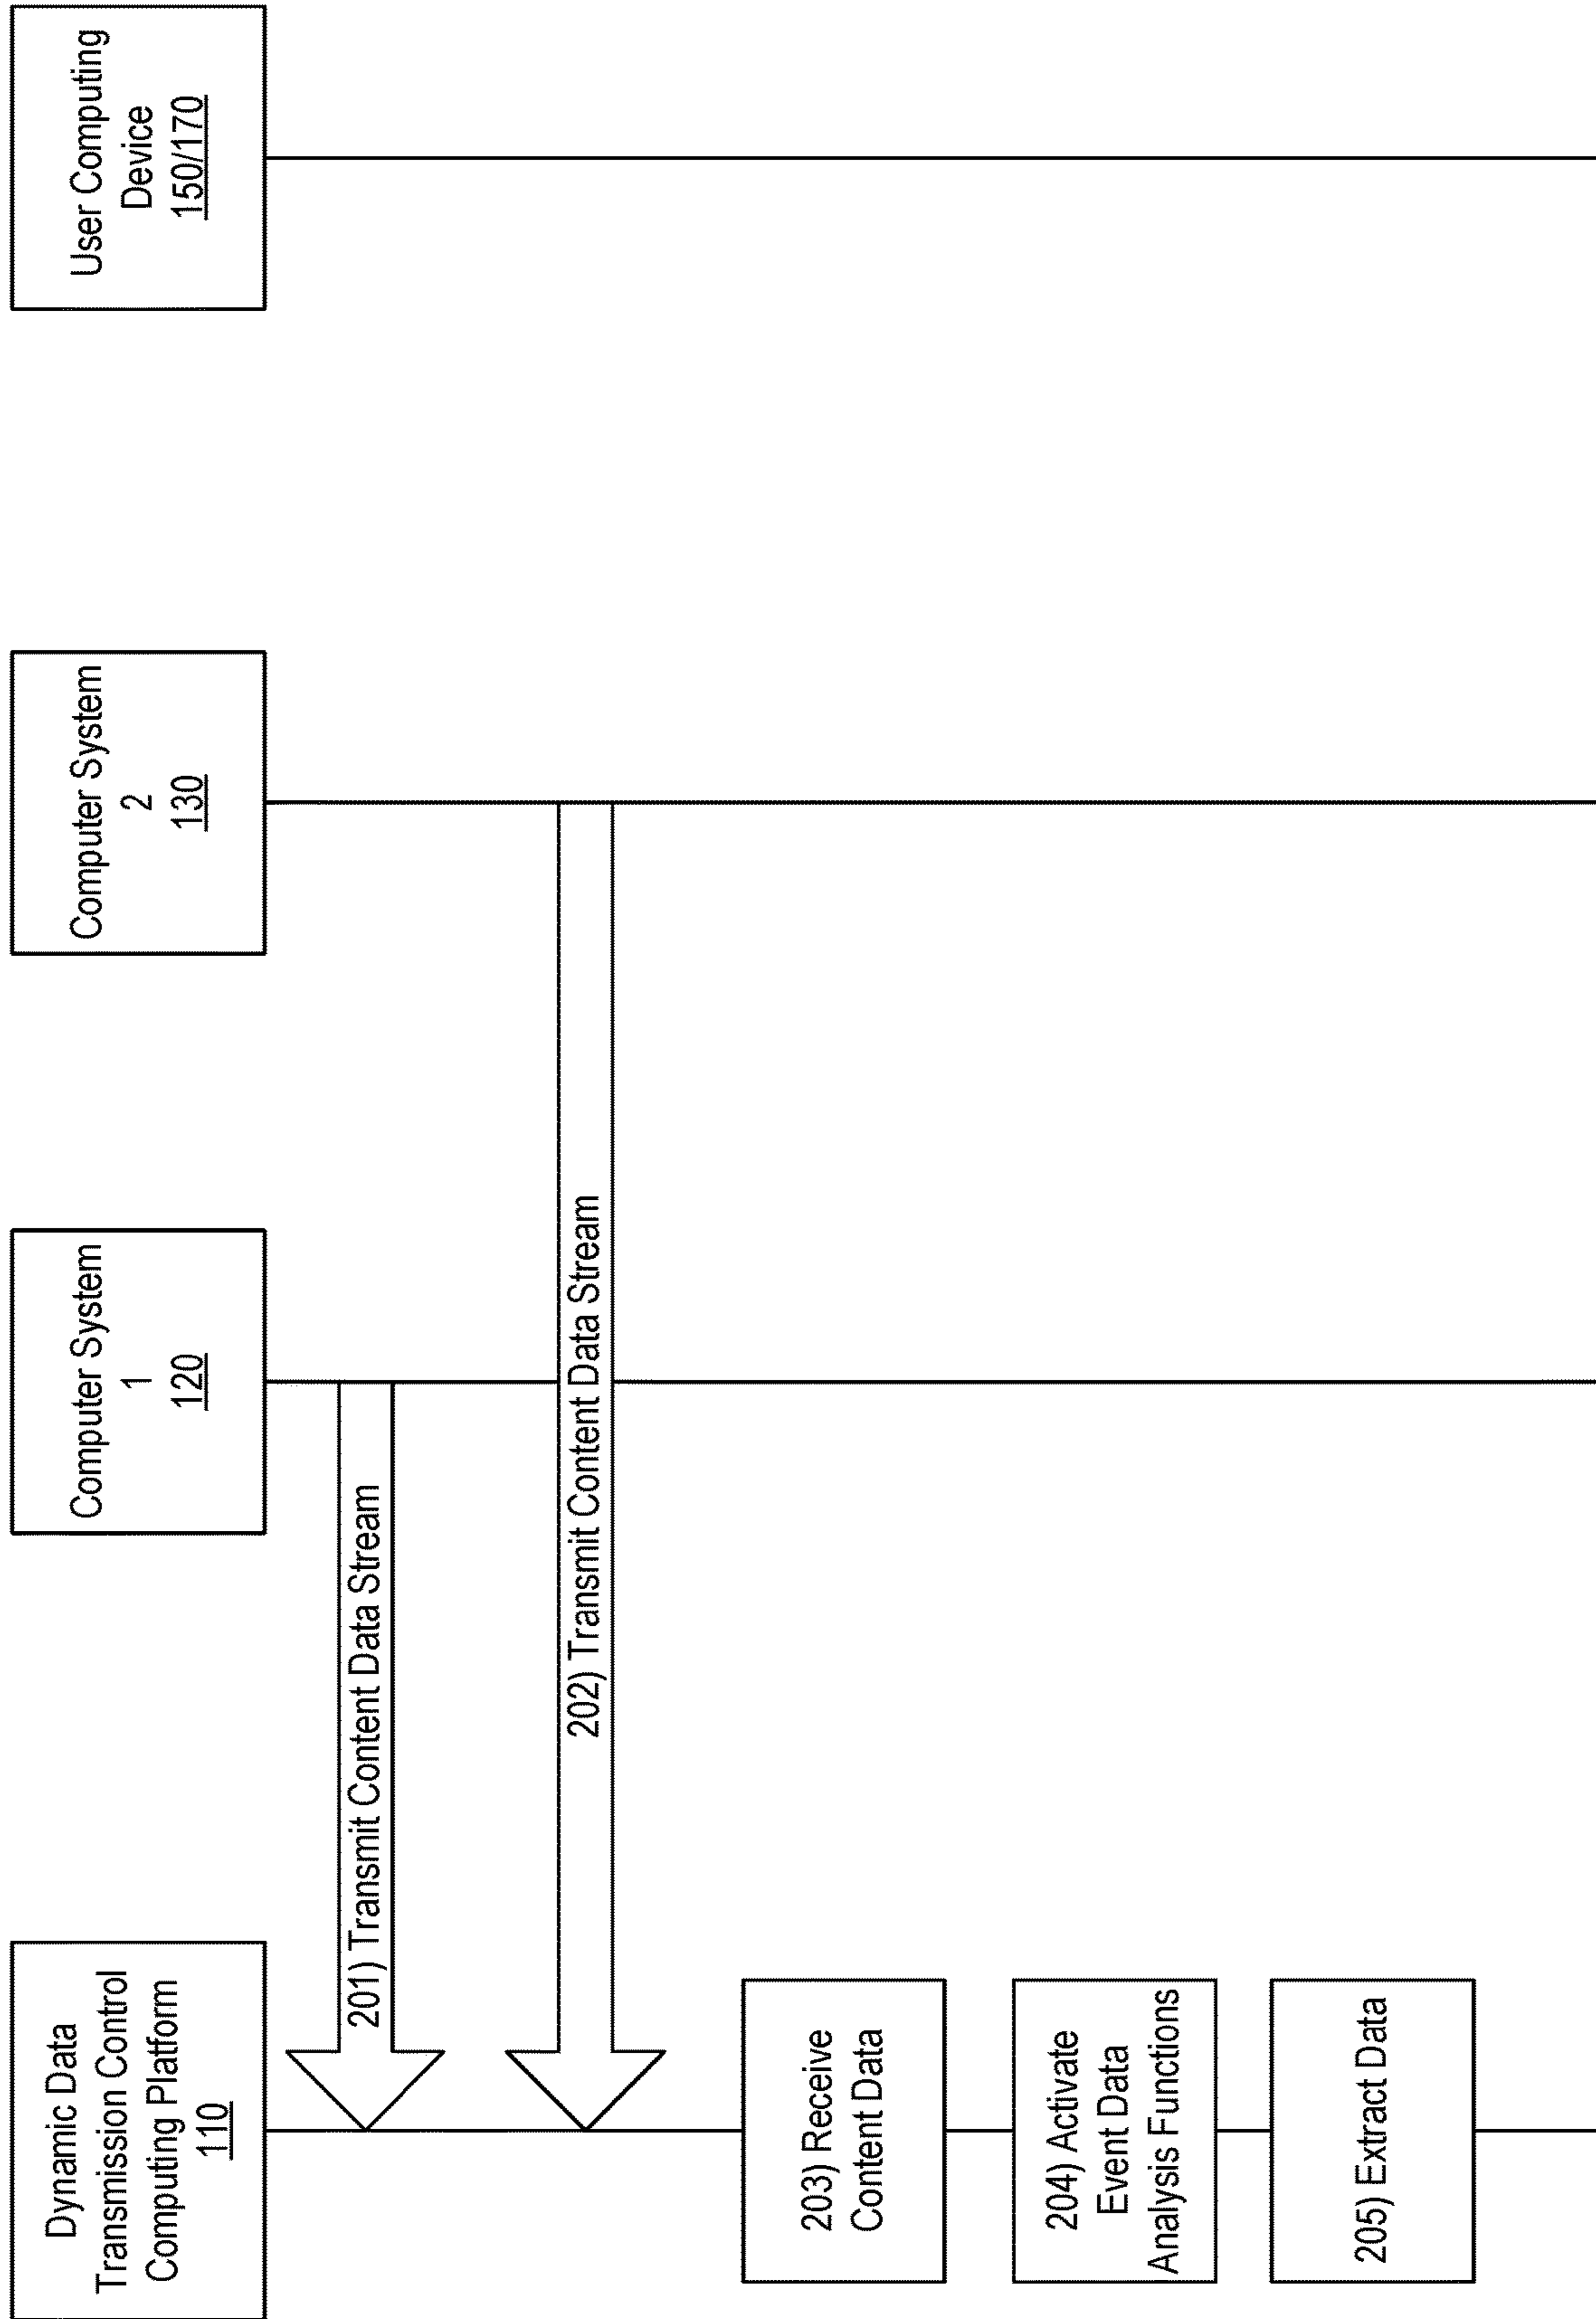 Dynamic Data
Transmission Control
Computing Platform
110
Computer System
1
120
Computer System
2
130
User Computing
Device
150/170
201) Transmit Content Data Stream
202) Transmit Content Data Stream
203) Receive
Content Data
204) Activate
Event Data
Analysis Functions
205) Extract Data